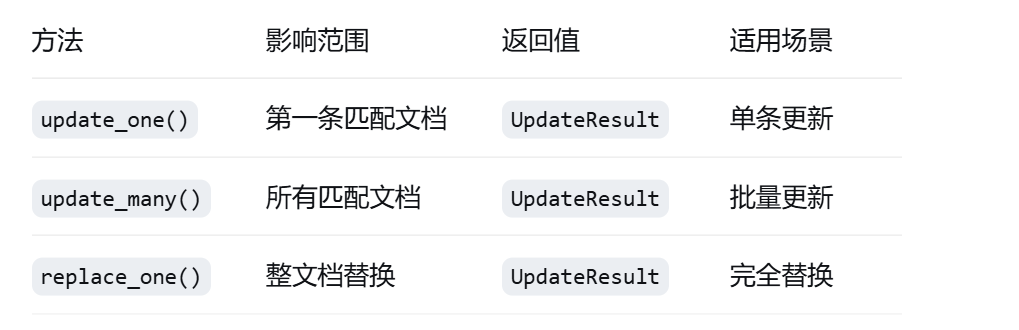 方法 影响范围 返回值 适用场景
update_one() 第一条匹配文档 UpdateResult 单条更新
update_many() 所有匹配文档 UpdateResult 批量更新
replace_one() 整文档替换 UpdateResult 完全替换